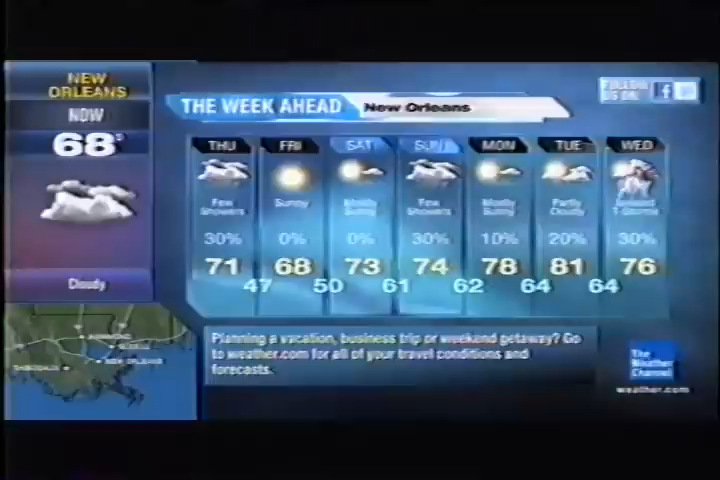 NEW
ORLEANS
NOW
68°
Cloudy
THE WEEK AHEAD
New Orleans
FOLLOW
US ON:
f
THU
FRI
SAT
SUN
MON
TUE
WED
Few
Showers
Sunny
Mostly
Sunny
Few
Showers
Mostly
Sunny
Partly
Cloudy
T-Storms
30%
0%
0%
30%
10%
20%
30%
71
68
73
74
78
81
76
47
50
61
62
64
64
NEW ORLEANS
Planning a vacation, business trip or weekend getaway? Go
to weather.com for all of your travel conditions and
forecasts.
The
Weather
Channel
weather.com